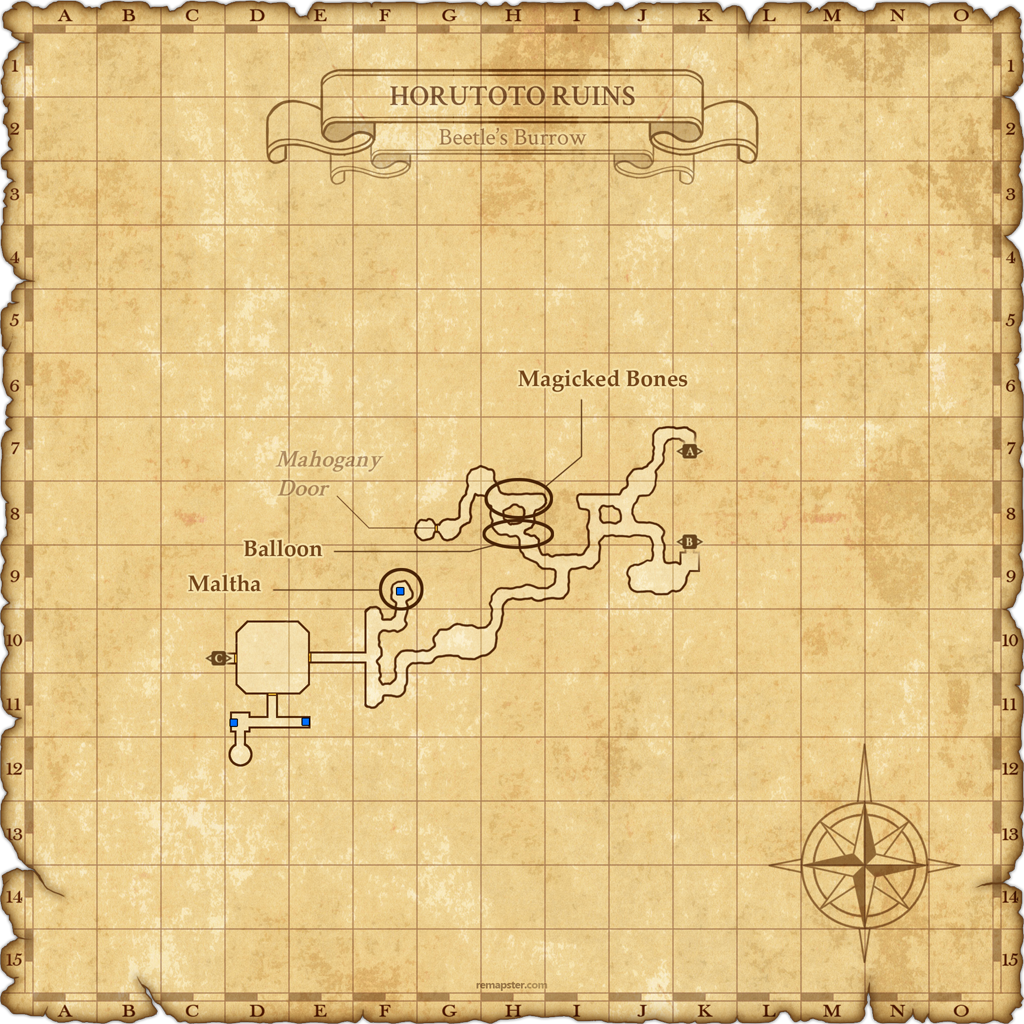 A B C D E F G H I J K L M N O
1 1
HORUTOTO RUINS
2 2
Beetle's Burrow
3 3
4 4
5 5
6 6
Magicked Bones
7 7
A
Mahogany
Door
8 8
B
Balloon
9 9
Maltha
10 10
C
11 11
12 12
13 13
14 14
15 15
remapster.com
A B C D E F G H I J K L M N O